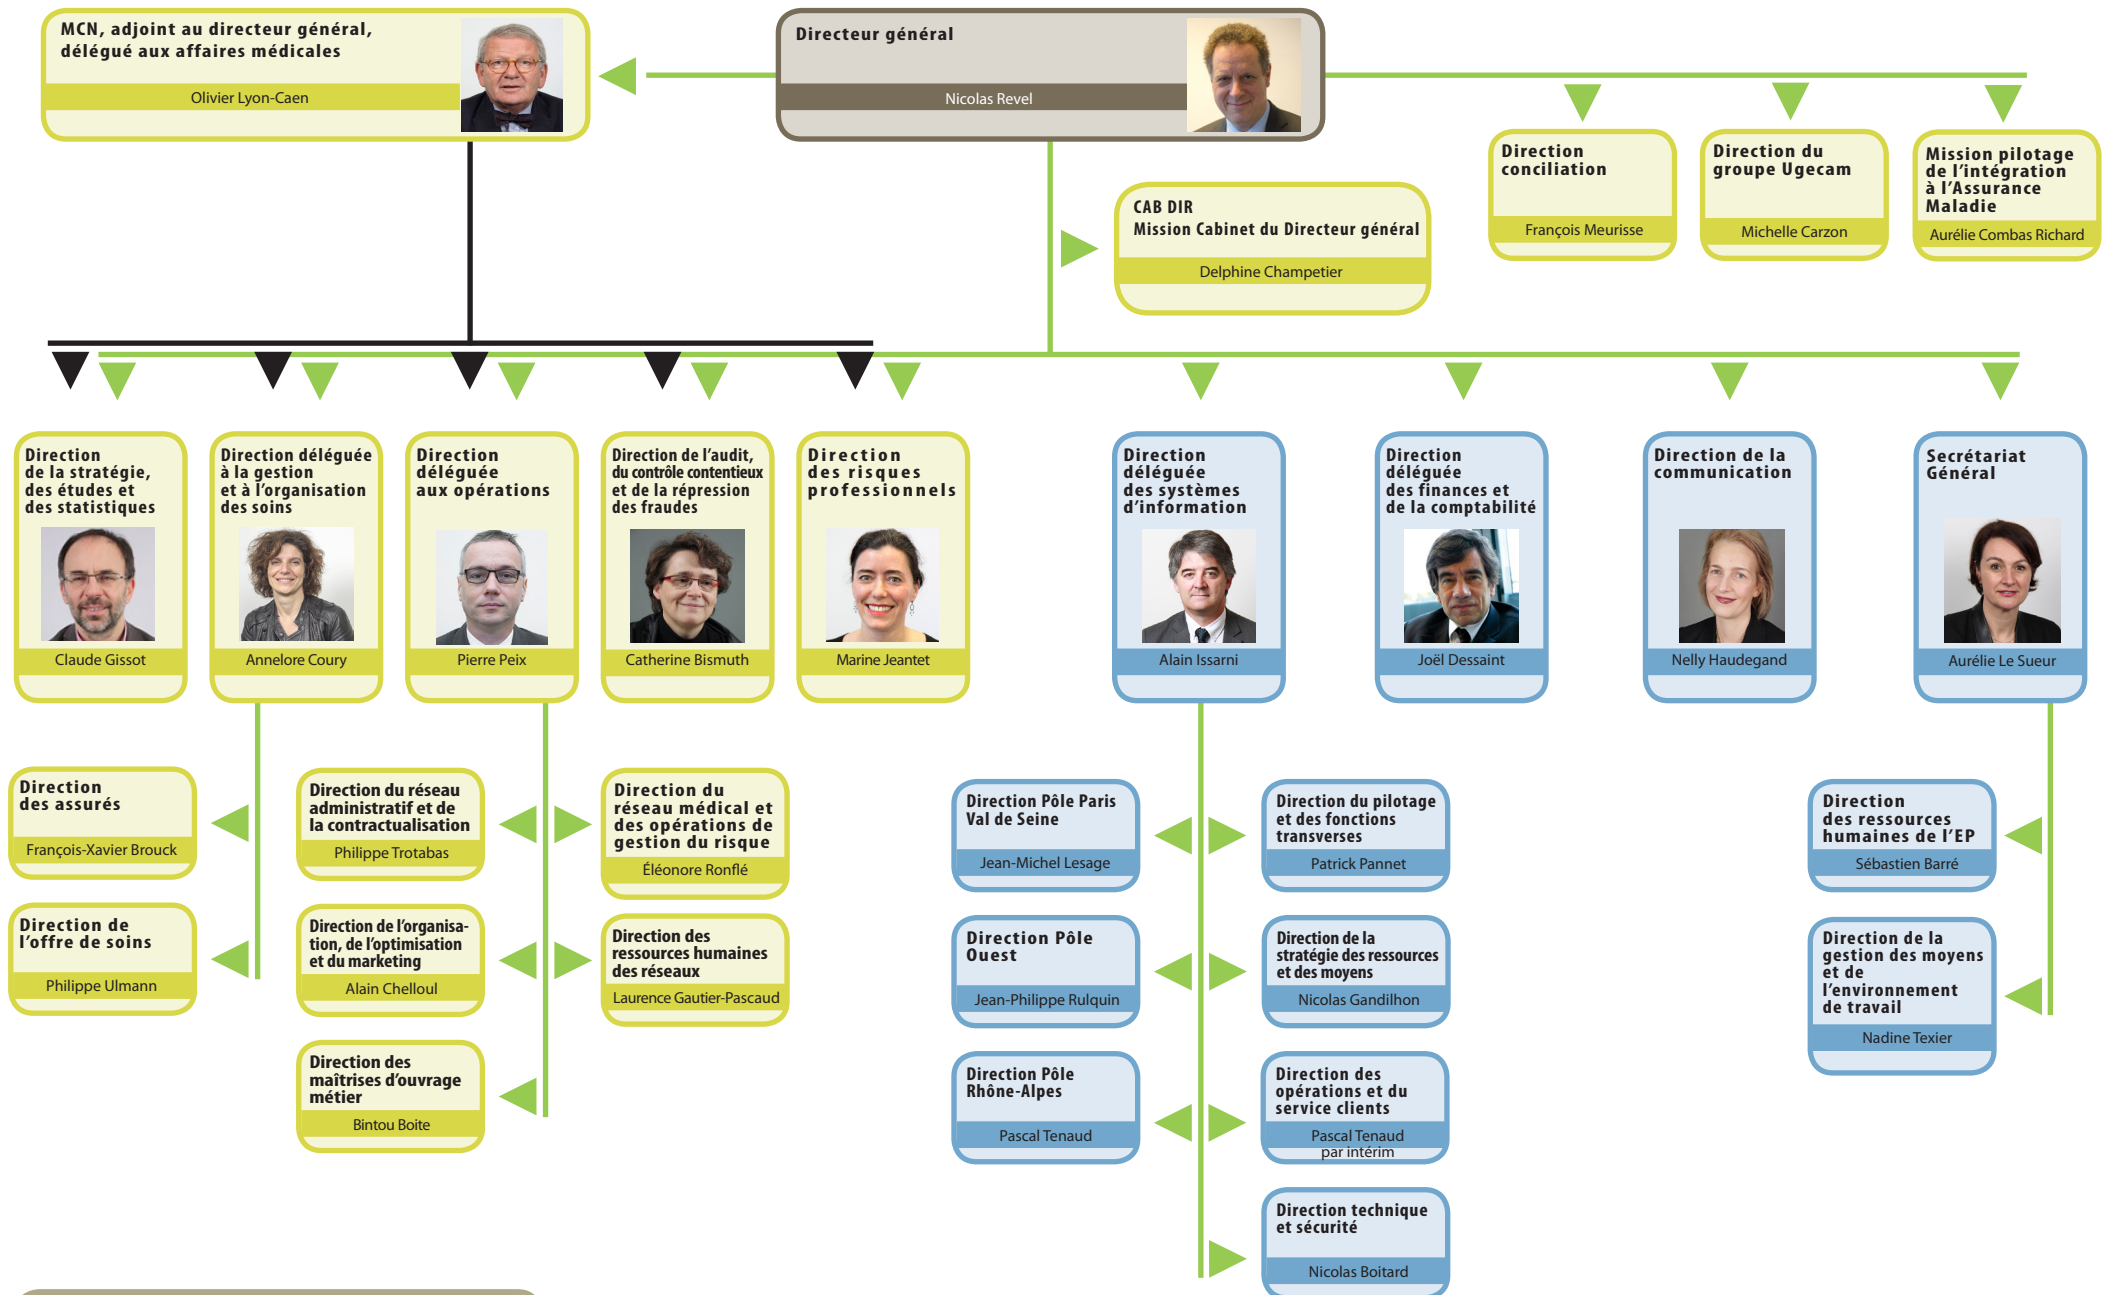 MCN, adjoint au directeur général,
délégué aux affaires médicales
Olivier Lyon-Caen
Directeur général
Nicolas Revel
Direction
conciliation
François Meurisse
Direction du
groupe Ugecam
Michelle Carzon
Mission pilotage
de l'intégration
à l'Assurance
Maladie
Aurélie Combas Richard
CAB DIR
Mission Cabinet du Directeur général
Delphine Champetier
Direction
de la stratégie,
des études et
des statistiques
Claude Gissot
Direction déléguée
à la gestion
et à l'organisation
des soins
Annelore Coury
Direction
déléguée
aux opérations
Pierre Peix
Direction de l'audit,
du contrôle contentieux
et de la répression
des fraudes
Catherine Bismuth
Direction
des risques
professionnels
Marine Jeantet
Direction
déléguée
des systèmes
d'information
Alain Issarni
Direction
déléguée
des finances et
de la comptabilité
Joël Dessaint
Direction de la
communication
Nelly Haudegand
Secrétariat
Général
Aurélie Le Sueur
Direction
des assurés
François-Xavier Brouck
Direction de
l'offre de soins
Philippe Ulmann
Direction du réseau
administratif et de
la contractualisation
Philippe Trotabas
Direction de l'organisa-
tion, de l'optimisation
et du marketing
Alain Chelloul
Direction des
maîtrises d'ouvrage
métier
Bintou Boite
Direction du
réseau médical et
des opérations de
gestion du risque
Éléonore Ronflé
Direction des
ressources humaines
des réseaux
Laurence Gautier-Pascaud
Direction Pôle Paris
Val de Seine
Jean-Michel Lesage
Direction Pôle
Ouest
Jean-Philippe Rulquin
Direction Pôle
Rhône-Alpes
Pascal Tenaud
Direction du pilotage
et des fonctions
transverses
Patrick Pannet
Direction de la
stratégie des ressources
et des moyens
Nicolas Gandilhon
Direction des
opérations et du
service clients
Pascal Tenaud
par intérim
Direction technique
et sécurité
Nicolas Boitard
Direction
des ressources
humaines de l'EP
Sébastien Barré
Direction de la
gestion des moyens
et de
l'environnement
de travail
Nadine Texier